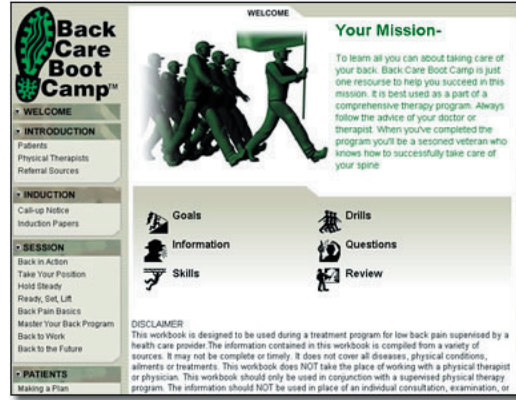 Back
Care
Boot
Camp™
WELCOME
INTRODUCTION
Patients
Physical Therapists
Referral Sources
INDUCTION
Call-up Notice
Induction Papers
SESSION
Back in Action
Take Your Position
Hold Steady
Ready, Set, Lift
Back Pain Basics
Master Your Back Program
Back to Work
Back to the Future
PATIENTS
Making a Plan
WELCOME
Your Mission-
To learn all you can about taking care of
your back. Back Care Boot Camp is just
one resourse to help you succeed in this
mission. It is best used as a part of a
comprehensive therapy program. Always
follow the advice of your doctor or
therapist. When you've completed the
program you'll be a sesoned veteran who
knows how to successfully take care of
your spine
Goals
Information
Skills
Drills
Questions
Review
DISCLAIMER
This workbook is designed to be used during a treatment program for low back pain supervised by a
health care provider.The information contained in this workbook is compiled from a variety of
sources. It may not be complete or timely. It does not cover all diseases, physical conditions,
ailments or treatments. This workbook does NOT take the place of working with a physical therapist
or physician. This workbook should only be used in conjunction with a supervised physical therapy
program. The information should NOT be used in place of an individual consultation, examination, or